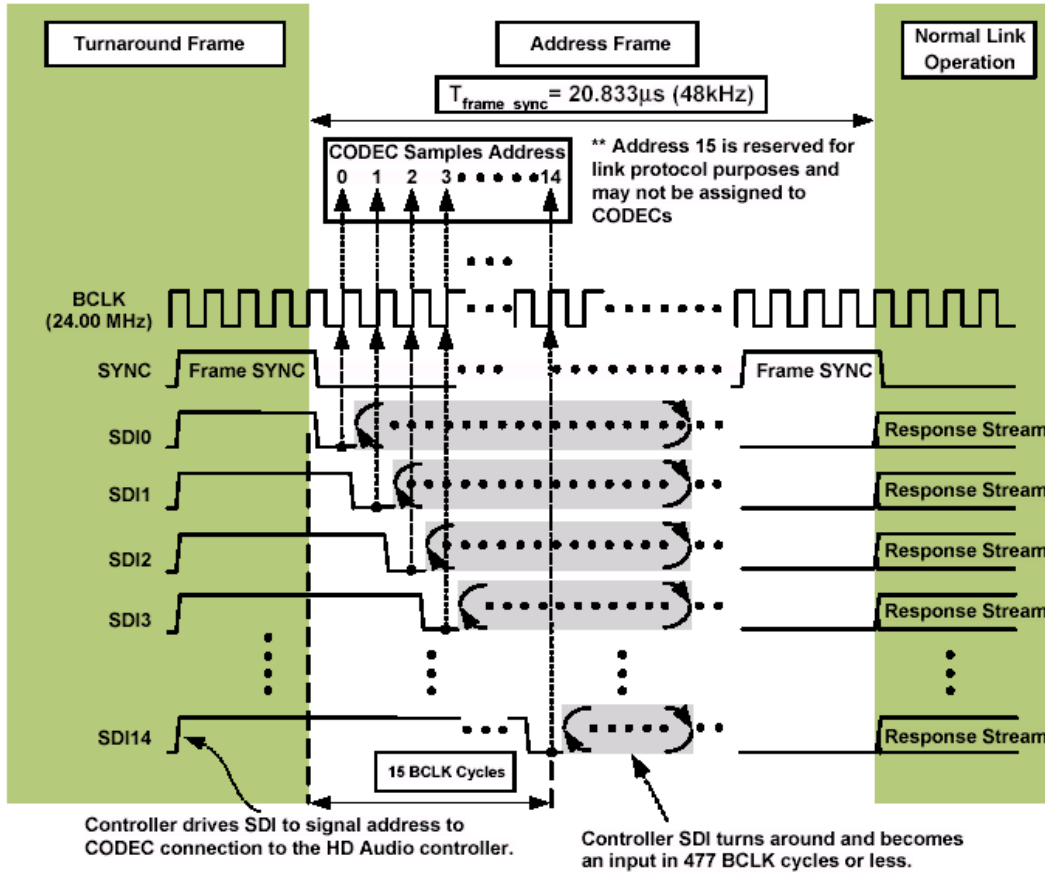 Turnaround Frame
Address Frame
Normal Link
Operation
Tframe sync= 20.833µs (48kHz)
CODEC Samples Address
0 1 2 3 14
** Address 15 is reserved for
link protocol purposes and
may not be assigned to
CODECs
BCLK
(24.00 MHz)
SYNC
Frame SYNC
Frame SYNC
SDI0
Response Stream
SDI1
Response Stream
SDI2
Response Stream
SDI3
Response Stream
SDI14
Response Stream
15 BCLK Cycles
Controller drives SDI to signal address to
CODEC connection to the HD Audio controller.
Controller SDI turns around and becomes
an input in 477 BCLK cycles or less.